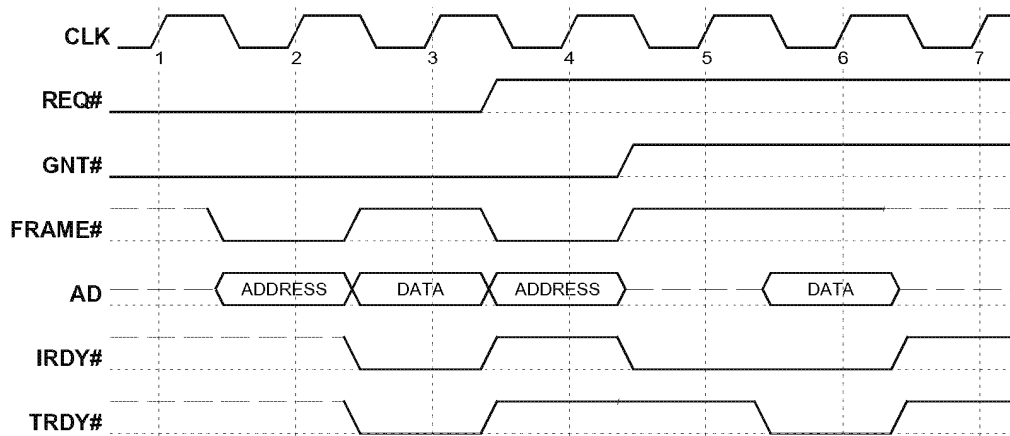 CLK
1 2 3 4 5 6 7
REQ#
GNT#
FRAME#
AD ADDRESS DATA ADDRESS DATA
IRDY#
TRDY#